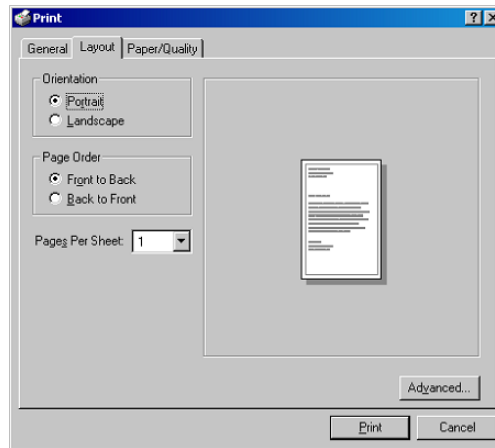 Print
General Layout Paper/Quality
Orientation
Portrait
Landscape
Page Order
Front to Back
Back to Front
Pages Per Sheet: 1
Advanced...
Print Cancel